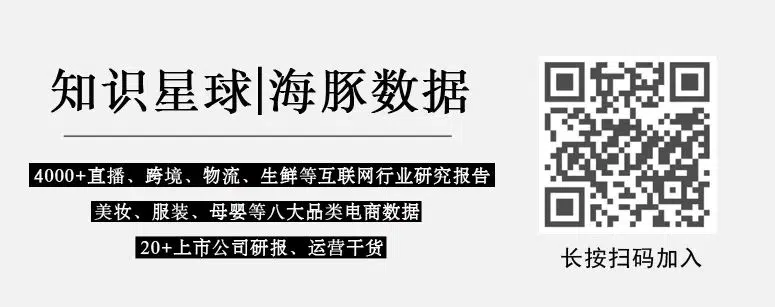 知识星球|海豚数据
4000+直播、跨境、物流、生鲜等互联网行业研究报告
美妆、服装、母婴等八大品类电商数据
20+上市公司研报、运营干货
长按扫码加入